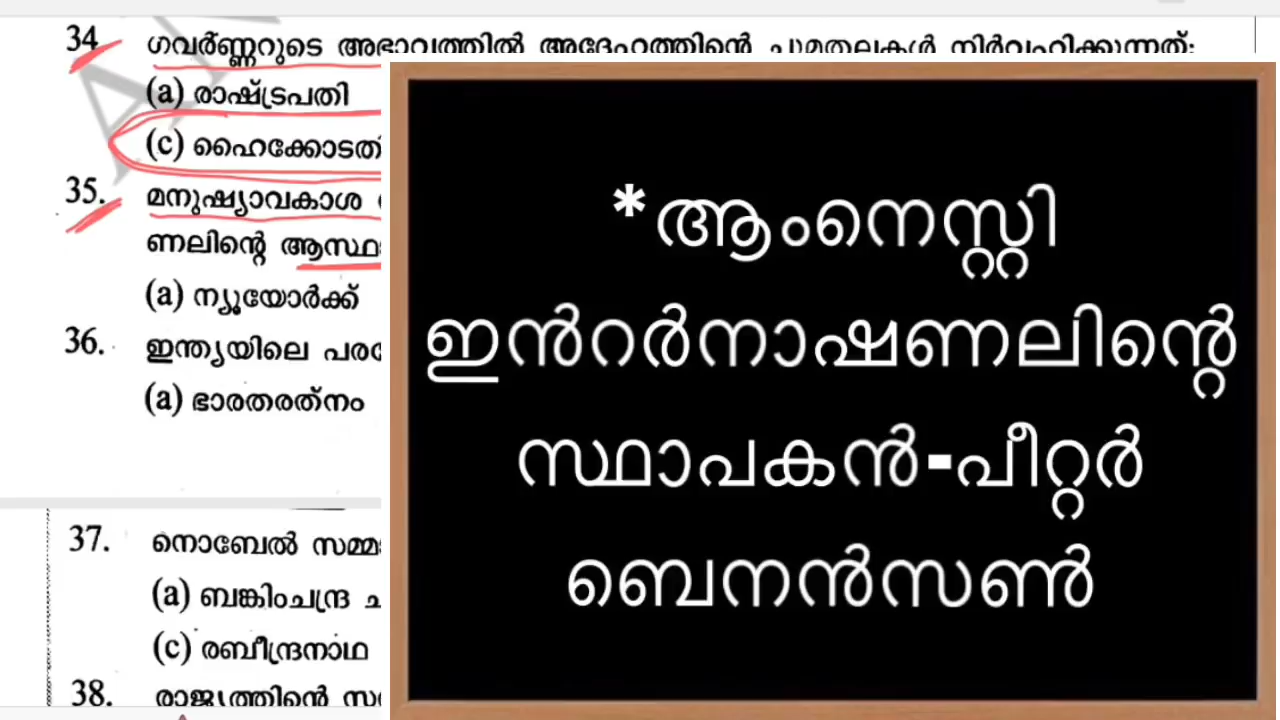 34 ഗവർണ്ണറുടെ അഭാവത്തിൽ അദ്ദേഹത്തിന്റെ ചുമതലകൾ നിർവഹിക്കുന്നത്:
(a) രാഷ്ട്രപതി
(c) ഹൈക്കോടതി
35. മനുഷ്യാവകാശ
ണലിന്റെ ആസ്ഥാ
(a) ന്യൂയോർക്ക്
36. ഇന്ത്യയിലെ
(a) ഭാരതരത്നം
37. നൊബേൽ സമ്മാ
(a) ബങ്കിംചന്ദ്ര ച
(c) രബീന്ദ്രനാഥ
38. രാജ്യത്തിന്റെ
*ആംനെസ്റ്റി
ഇൻറർനാഷണലിന്റെ
സ്ഥാപകൻ-പീറ്റർ
ബെനൻസൺ